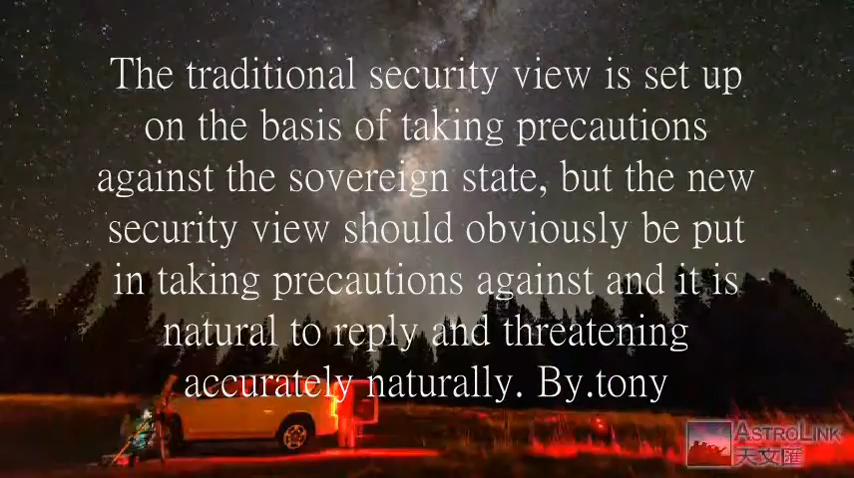 The traditional security view is set up
on the basis of taking precautions
against the sovereign state, but the new
security view should obviously be put
in taking precautions against and it is
natural to reply and threatening
accurately naturally. By.tony
ASTROLINK
天文匯